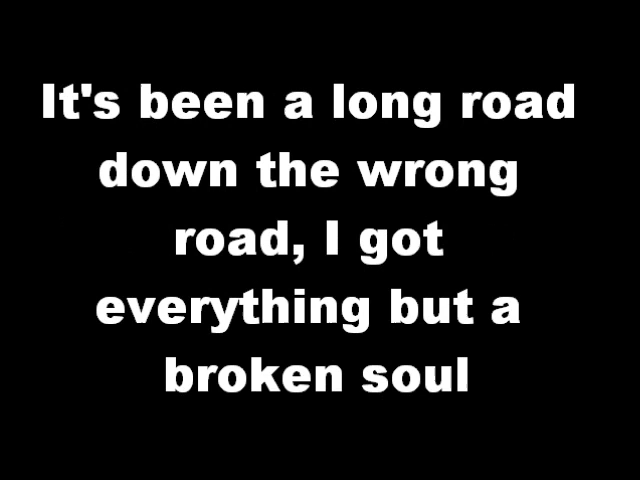 It's been a long road
down the wrong
road, I got
everything but a
broken soul